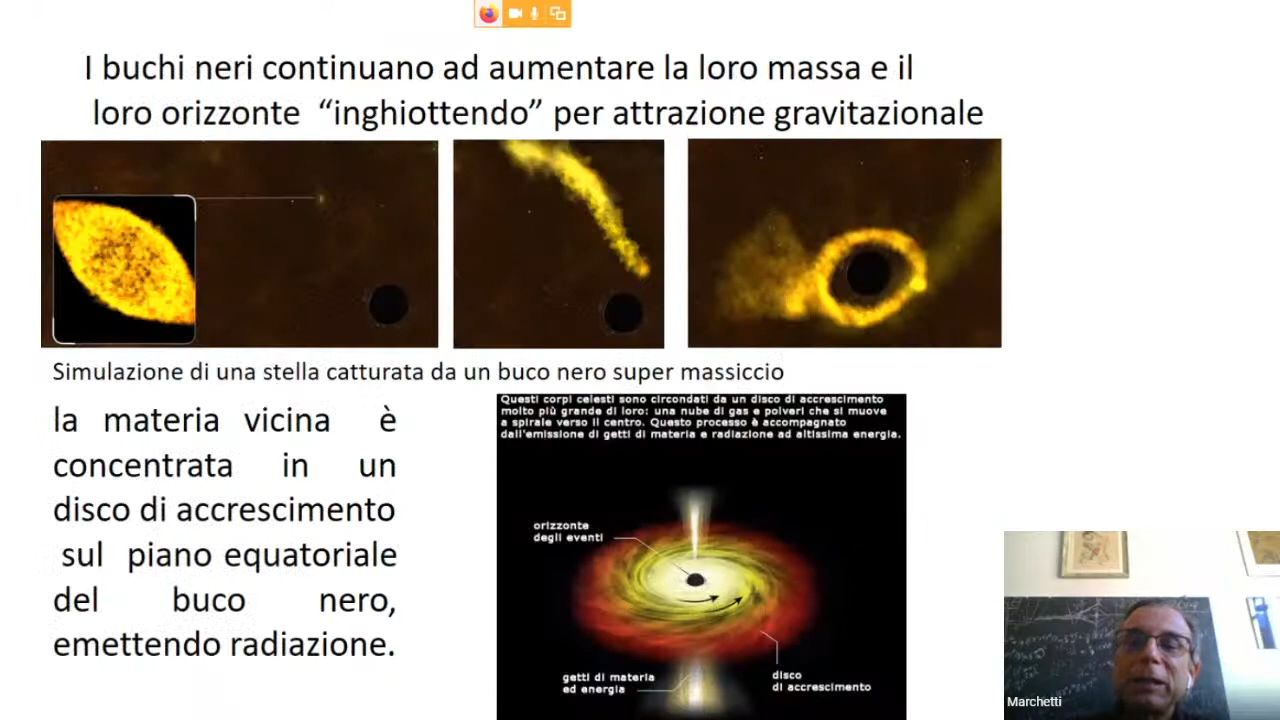 I buchi neri continuano ad aumentare la loro massa e il
loro orizzonte “inghiottendo” per attrazione gravitazionale
Simulazione di una stella catturata da un buco nero super massiccio
la materia vicina è
concentrata in un
disco di accrescimento
sul piano equatoriale
del buco nero,
emettendo radiazione.
Questi corpi celesti sono circondati da un disco di accrescimento
molto più grande di loro: una nube di gas e polveri che si muove
a spirale verso il centro. Questo processo è accompagnato
dall'emissione di getti di materia e radiazione ad altissima energia.
orizzonte
degli eventi
getti di materia
ed energia
disco
di accrescimento
Marchetti